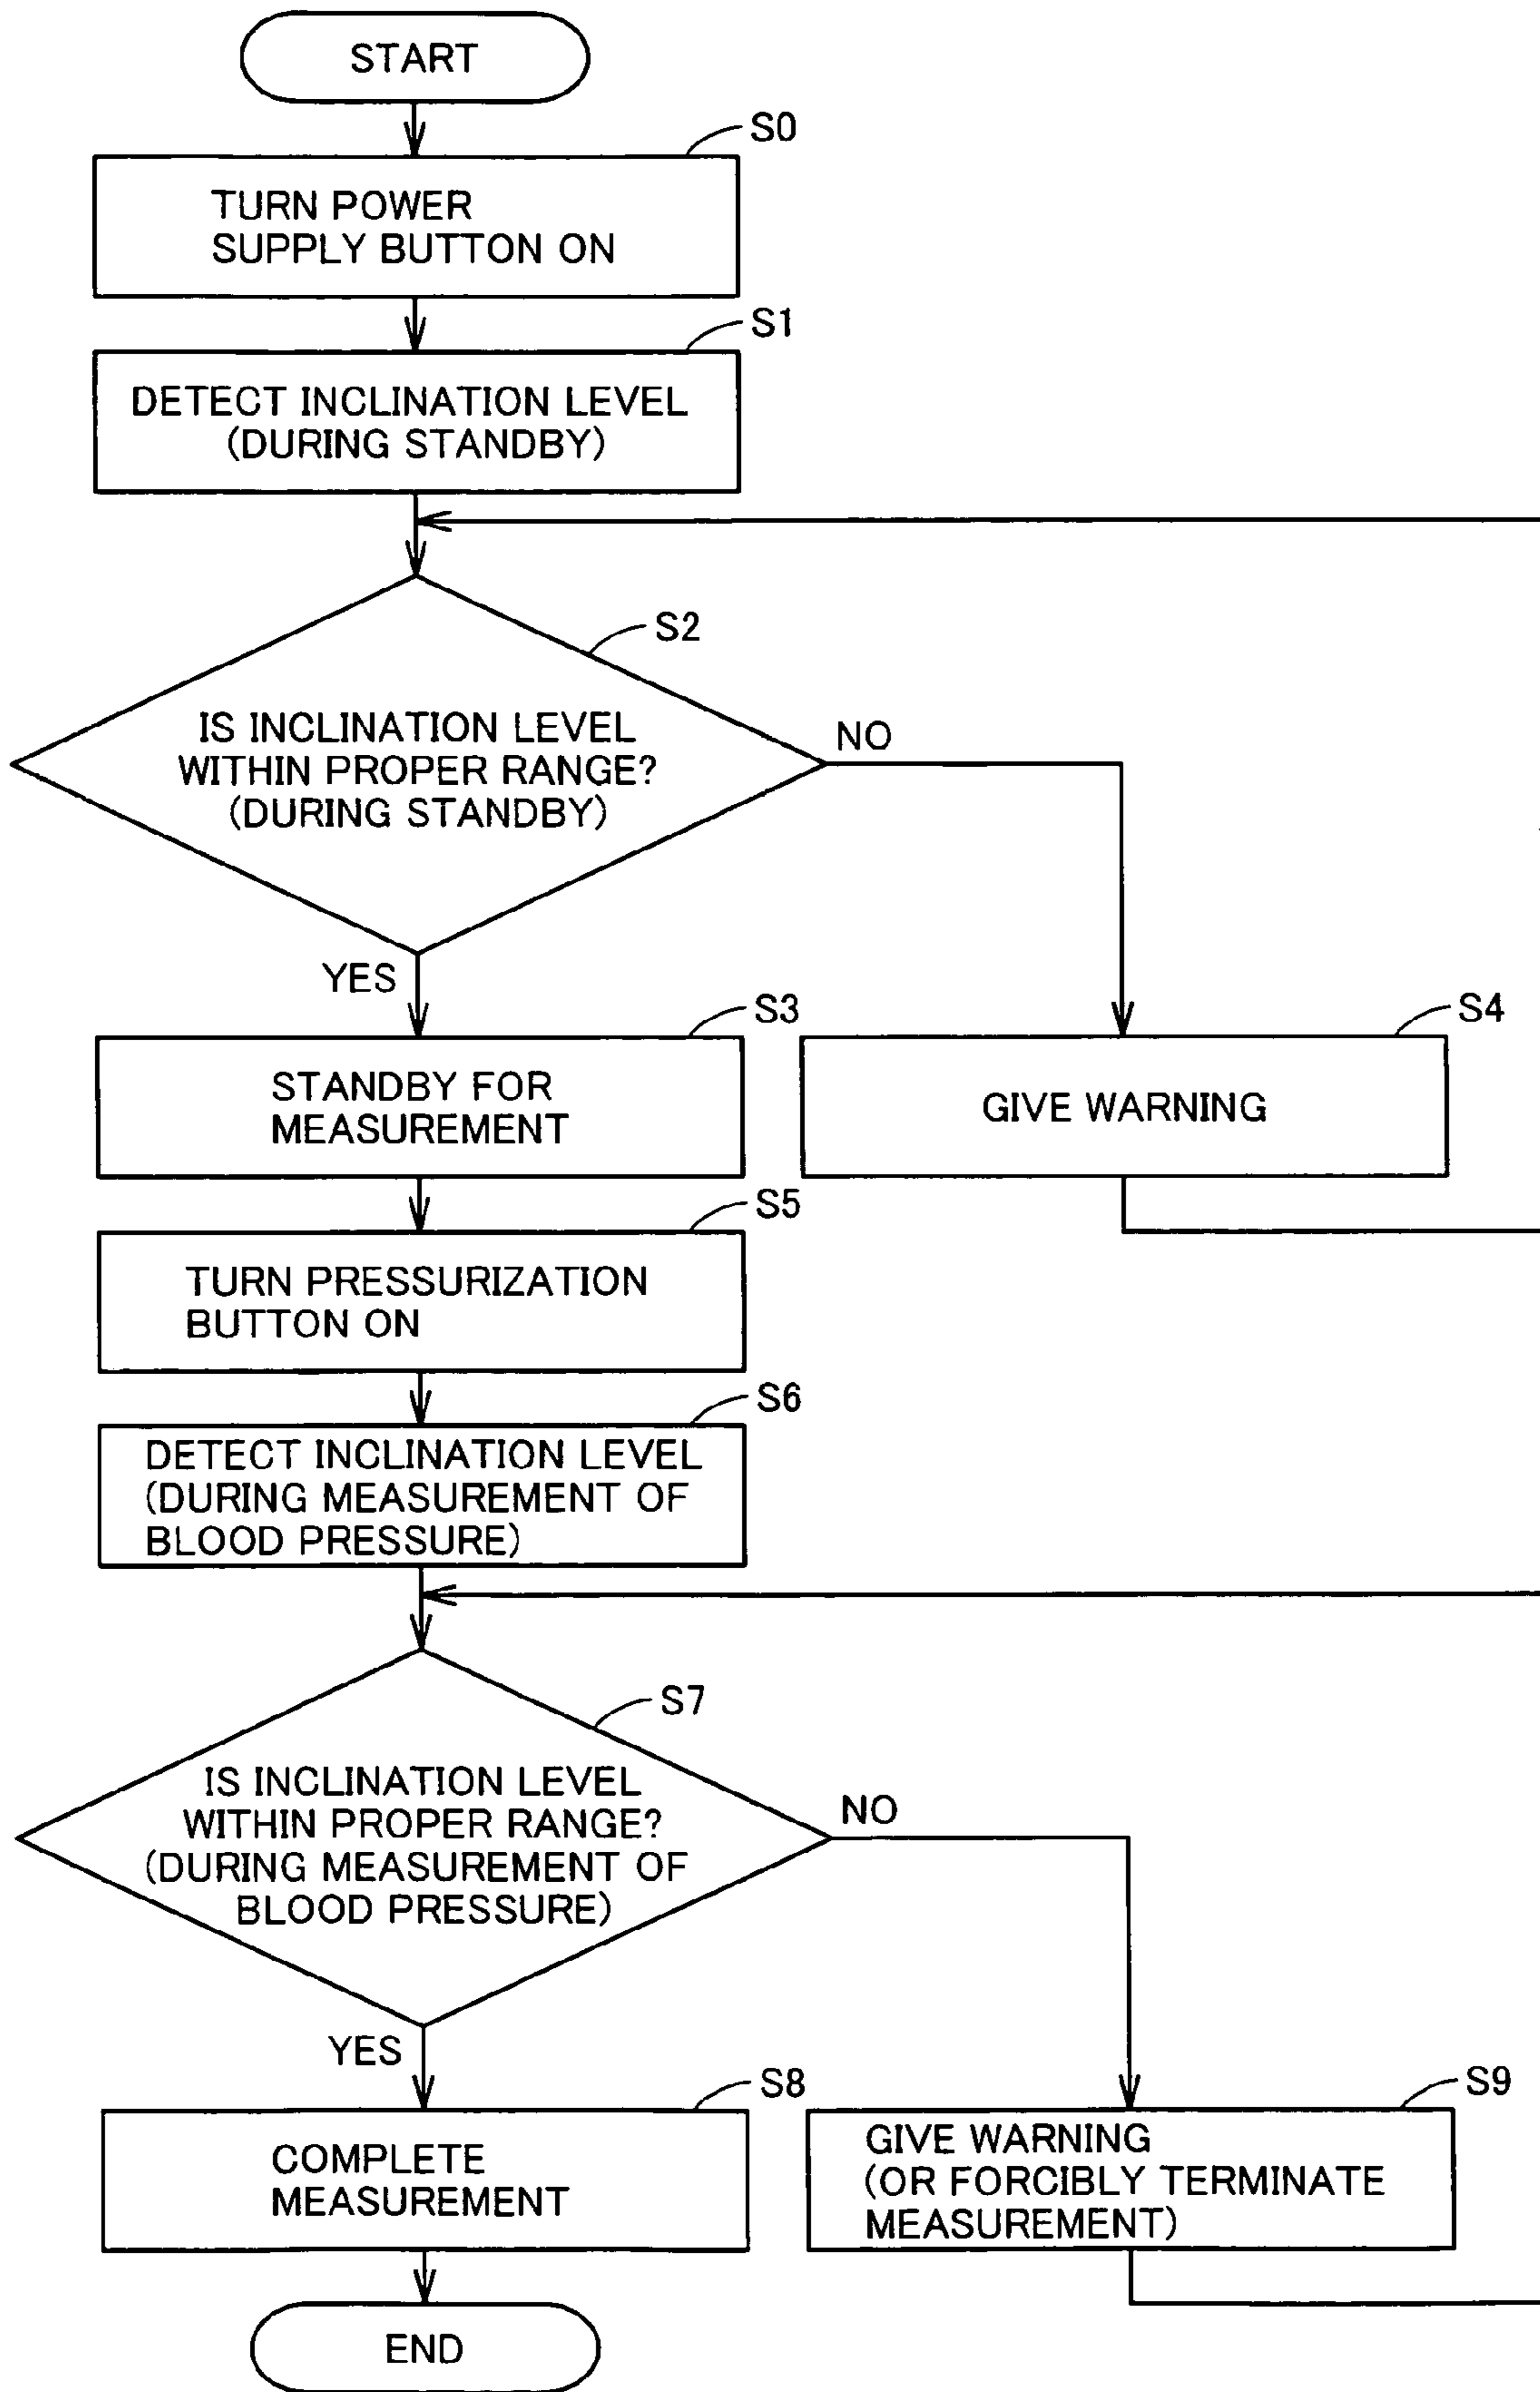 START
S0
TURN POWER
SUPPLY BUTTON ON
S1
DETECT INCLINATION LEVEL
(DURING STANDBY)
S2
IS INCLINATION LEVEL
WITHIN PROPER RANGE?
(DURING STANDBY)
NO
YES
S3
STANDBY FOR
MEASUREMENT
S4
GIVE WARNING
S5
TURN PRESSURIZATION
BUTTON ON
S6
DETECT INCLINATION LEVEL
(DURING MEASUREMENT OF
BLOOD PRESSURE)
S7
IS INCLINATION LEVEL
WITHIN PROPER RANGE?
(DURING MEASUREMENT OF
BLOOD PRESSURE)
NO
YES
S8
COMPLETE
MEASUREMENT
S9
GIVE WARNING
(OR FORCIBLY TERMINATE
MEASUREMENT)
END